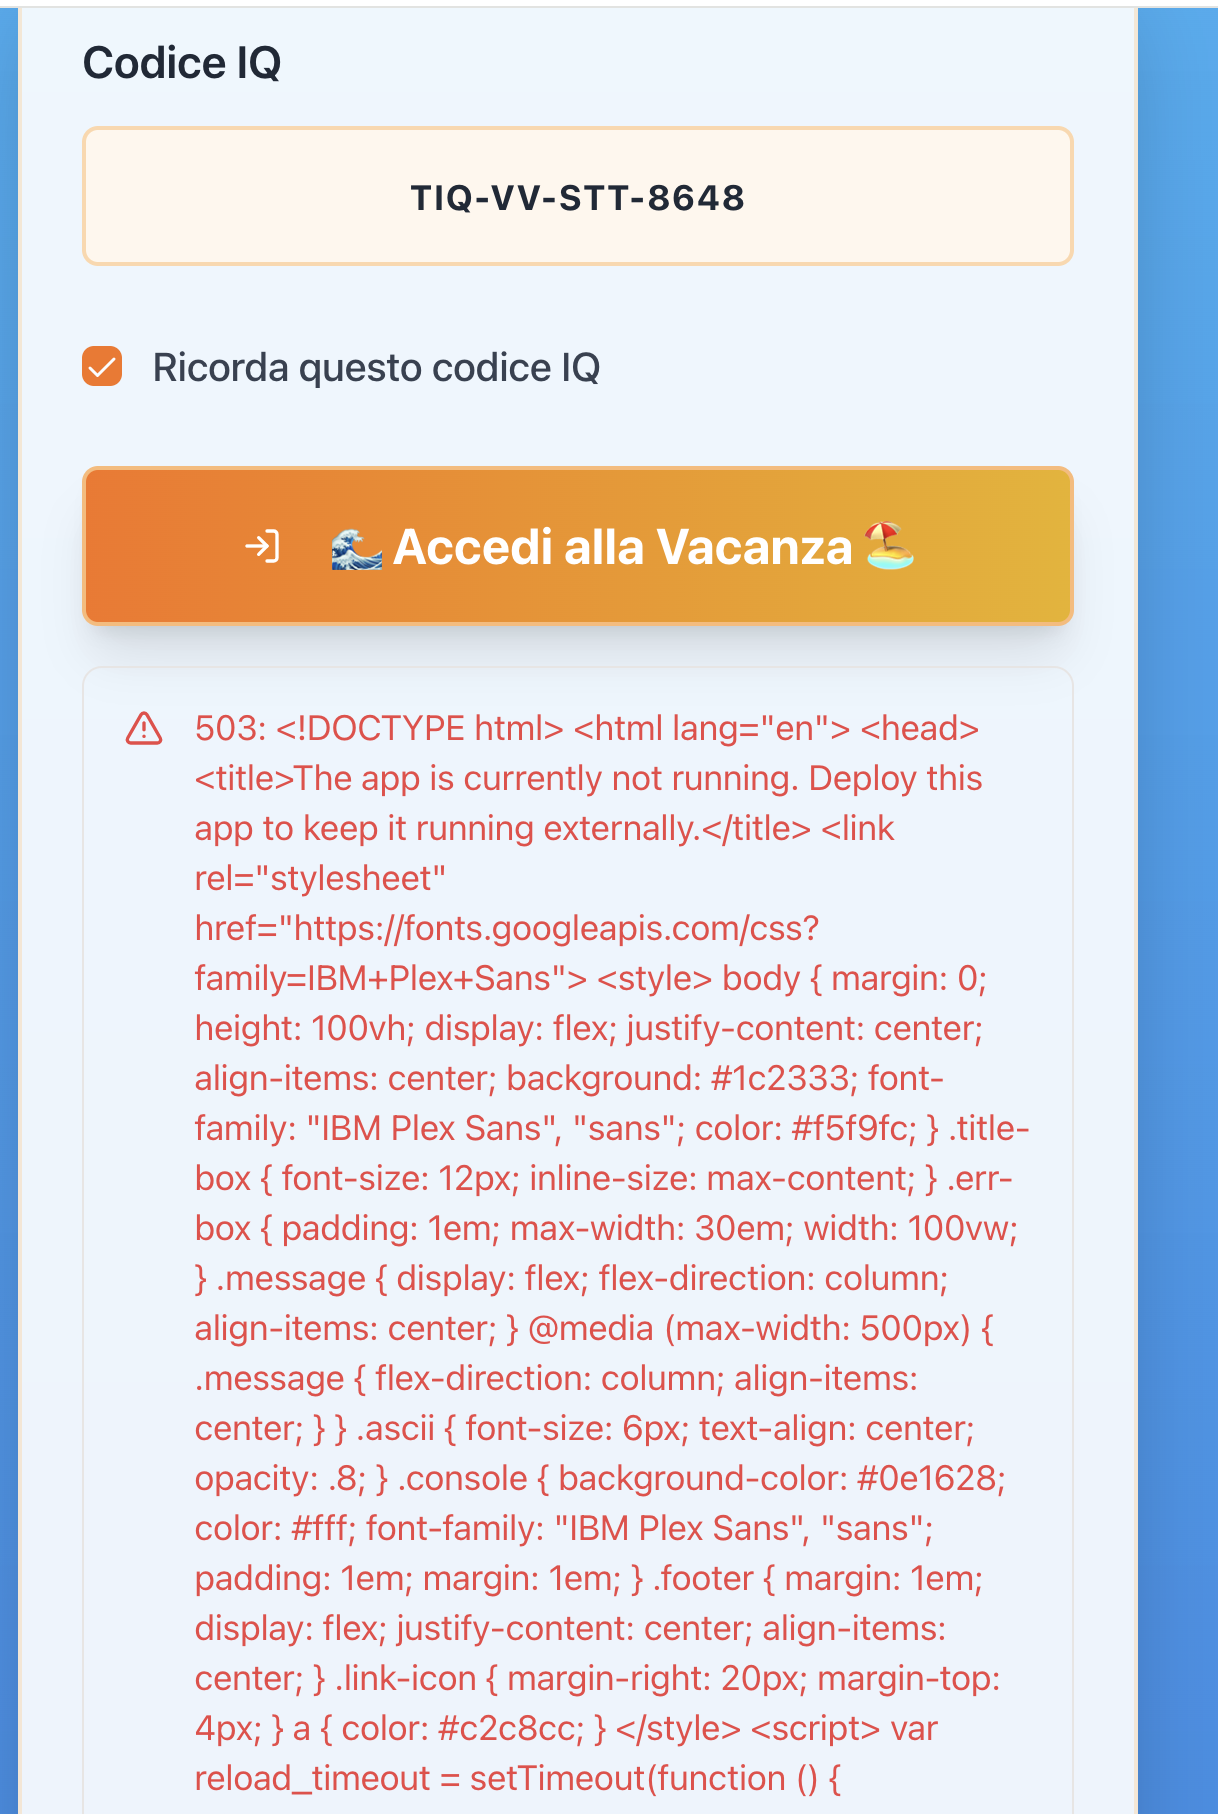 Codice IQ
TIQ-VV-STT-8648
Ricorda questo codice IQ
🌊 Accedi alla Vacanza 🏖️
503: <!DOCTYPE html> <html lang="en"> <head>
<title>The app is currently not running. Deploy this
app to keep it running externally.</title> <link
rel="stylesheet"
href="https://fonts.googleapis.com/css?
family=IBM+Plex+Sans"> <style> body { margin: 0;
height: 100vh; display: flex; justify-content: center;
align-items: center; background: #1c2333; font-
family: "IBM Plex Sans", "sans"; color: #f5f9fc; } .title-
box { font-size: 12px; inline-size: max-content; } .err-
box { padding: 1em; max-width: 30em; width: 100vw;
} .message { display: flex; flex-direction: column;
align-items: center; } @media (max-width: 500px) {
.message { flex-direction: column; align-items:
center; } } .ascii { font-size: 6px; text-align: center;
opacity: .8; } .console { background-color: #0e1628;
color: #fff; font-family: "IBM Plex Sans", "sans";
padding: 1em; margin: 1em; } .footer { margin: 1em;
display: flex; justify-content: center; align-items:
center; } .link-icon { margin-right: 20px; margin-top:
4px; } a { color: #c2c8cc; } </style> <script> var
reload_timeout = setTimeout(function () {